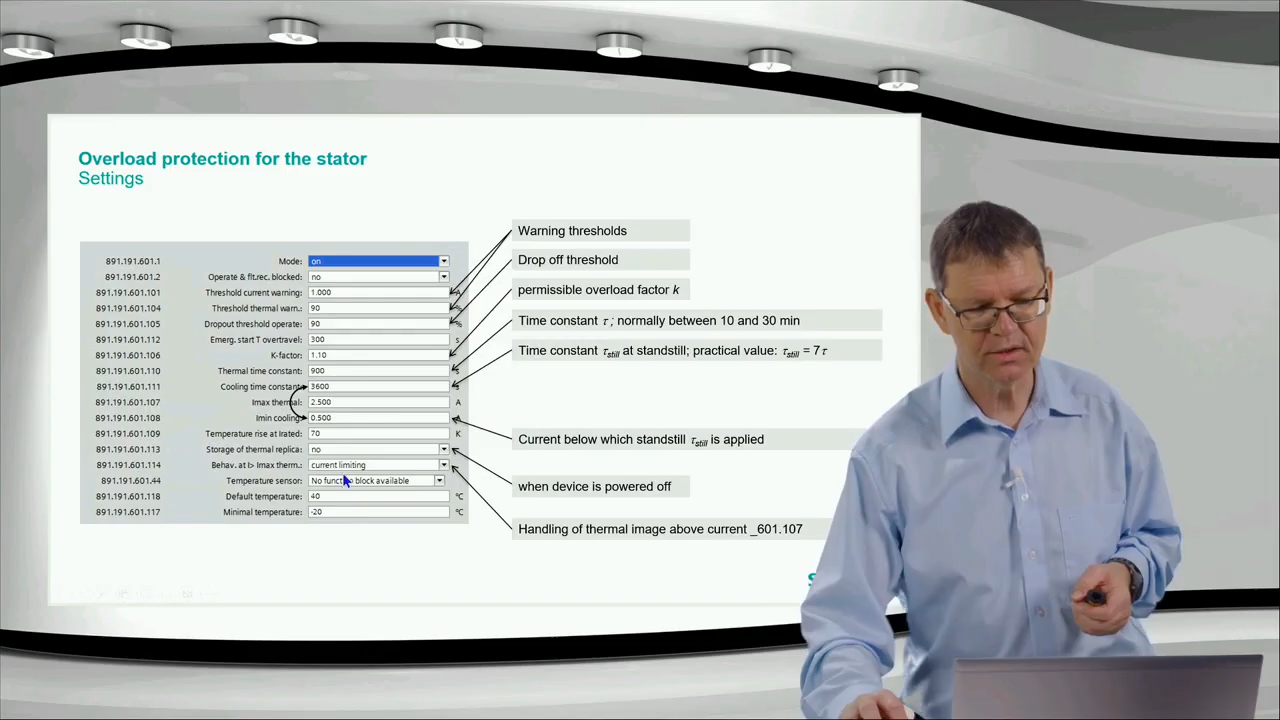 Overload protection for the stator
Settings
891.191.601.1 Mode: on
891.191.601.2 Operate & flt.rec. blocked: no
891.191.601.101 Threshold current warning: 1.000 A
891.191.601.104 Threshold thermal warn.: 90 %
891.191.601.105 Dropout threshold operate: 90 %
891.191.601.112 Emerg. start T overtravel: 300 s
891.191.601.106 K-factor: 1.10
891.191.601.110 Thermal time constant: 900 s
891.191.601.111 Cooling time constant: 3600 s
891.191.601.107 Imax thermal: 2.500 A
891.191.601.108 Imin cooling: 0.500 A
891.191.601.109 Temperature rise at Irated: 70 K
891.191.601.113 Storage of thermal replica: no
891.191.601.114 Behav. at I> Imax therm.: current limiting
891.191.601.44 Temperature sensor: No function block available
891.191.601.118 Default temperature: 40 °C
891.191.601.117 Minimal temperature: -20 °C
Warning thresholds
Drop off threshold
permissible overload factor k
Time constant τ ; normally between 10 and 30 min
Time constant τstill at standstill; practical value: τstill = 7τ
Current below which standstill τstill is applied
when device is powered off
Handling of thermal image above current _601.107